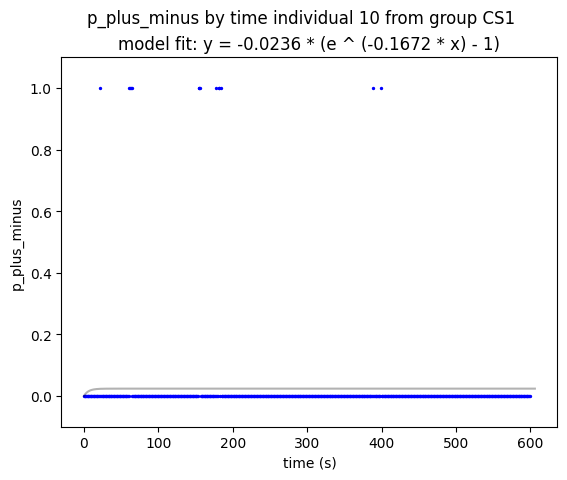 p_plus_minus by time individual 10 from group CS1
model fit: y = -0.0236 * (e ^ (-0.1672 * x) - 1)
p_plus_minus
1.0
0.8
0.6
0.4
0.2
0.0
0 100 200 300 400 500 600
time (s)